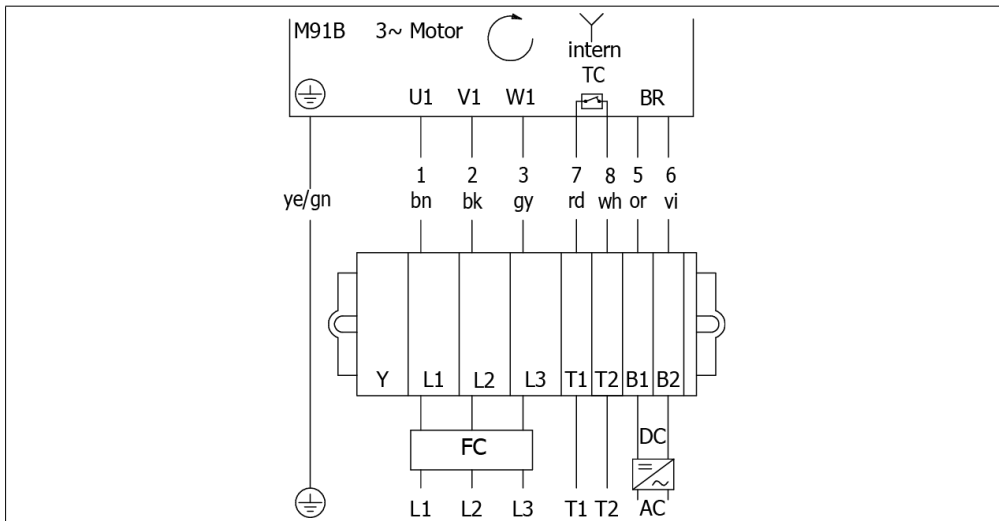 M91B 3~ Motor
intern
TC
U1 V1 W1 BR
1 2 3 7 8 5 6
ye/gn bn bk gy rd wh or vi
Y L1 L2 L3 T1 T2 B1 B2
FC DC
= ~
L1 L2 L3 T1 T2 AC